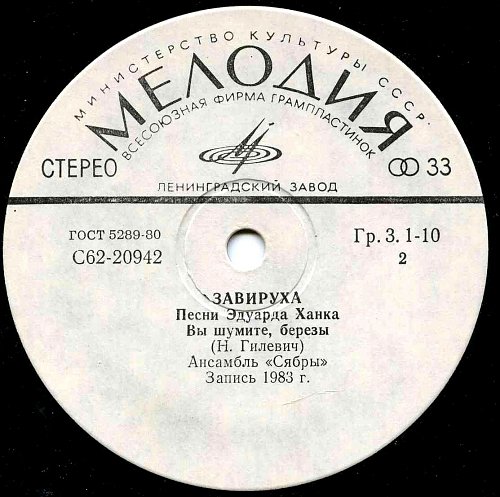 МИНИСТЕРСТВО КУЛЬТУРЫ СССР
МЕЛОДИЯ
ВСЕСОЮЗНАЯ ФИРМА ГРАМПЛАСТИНОК
СТЕРЕО 33
ЛЕНИНГРАДСКИЙ ЗАВОД
ГОСТ 5289-80 Гр. 3. 1-10
С62-20942 2
ЗАВИРУХА
Песни Эдуарда Ханка
Вы шумите, березы
(Н. Гилевич)
Ансамбль «Сябры»
Запись 1983 г.